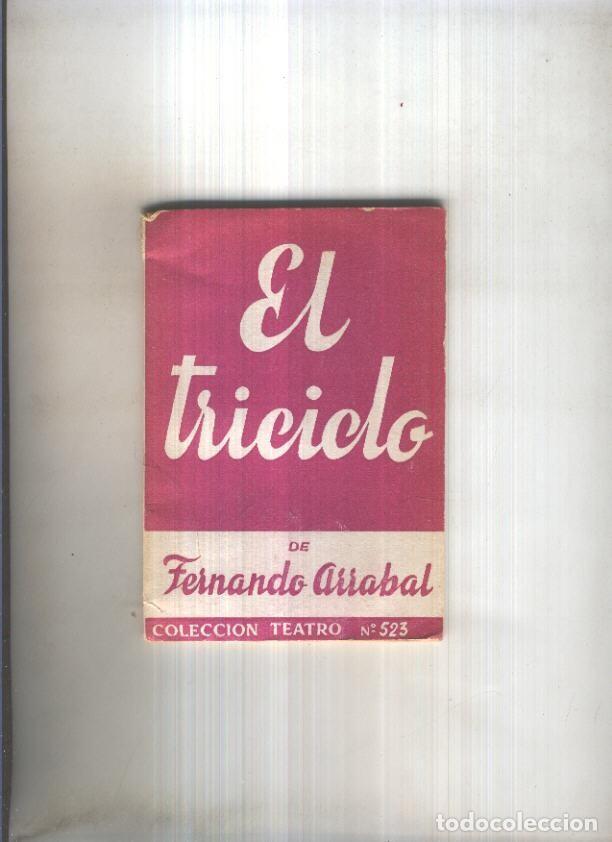 El
triciclo
DE
Fernando Arrabal
COLECCION TEATRO Nº 523
todocoleccion